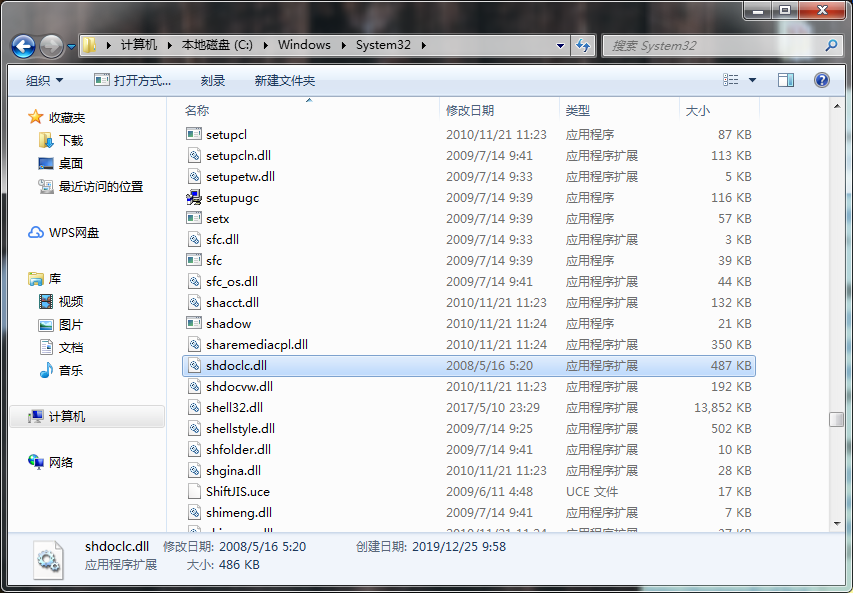 计算机 本地磁盘 (C:) Windows System32 搜索 System32
组织 打开方式... 刻录 新建文件夹
收藏夹
下载
桌面
最近访问的位置
WPS网盘
库
视频
图片
文档
音乐
计算机
网络
名称 修改日期 类型 大小
setupcl 2010/11/21 11:23 应用程序 87 KB
setupcln.dll 2009/7/14 9:41 应用程序扩展 113 KB
setupetw.dll 2009/7/14 9:33 应用程序扩展 5 KB
setupugc 2009/7/14 9:39 应用程序 116 KB
setx 2009/7/14 9:39 应用程序 57 KB
sfc.dll 2009/7/14 9:33 应用程序扩展 3 KB
sfc 2009/7/14 9:39 应用程序 39 KB
sfc_os.dll 2009/7/14 9:41 应用程序扩展 44 KB
shacct.dll 2010/11/21 11:23 应用程序扩展 132 KB
shadow 2010/11/21 11:24 应用程序 21 KB
sharemediacpl.dll 2010/11/21 11:24 应用程序扩展 350 KB
shdoclc.dll 2008/5/16 5:20 应用程序扩展 487 KB
shdocvw.dll 2010/11/21 11:23 应用程序扩展 192 KB
shell32.dll 2017/5/10 23:29 应用程序扩展 13,852 KB
shellstyle.dll 2009/7/14 9:25 应用程序扩展 502 KB
shfolder.dll 2009/7/14 9:41 应用程序扩展 10 KB
shgina.dll 2010/11/21 11:23 应用程序扩展 28 KB
ShiftJIS.uce 2009/6/11 4:48 UCE 文件 17 KB
shimeng.dll 2009/7/14 9:41 应用程序扩展 7 KB
shdoclc.dll 修改日期: 2008/5/16 5:20 创建日期: 2019/12/25 9:58
应用程序扩展 大小: 486 KB